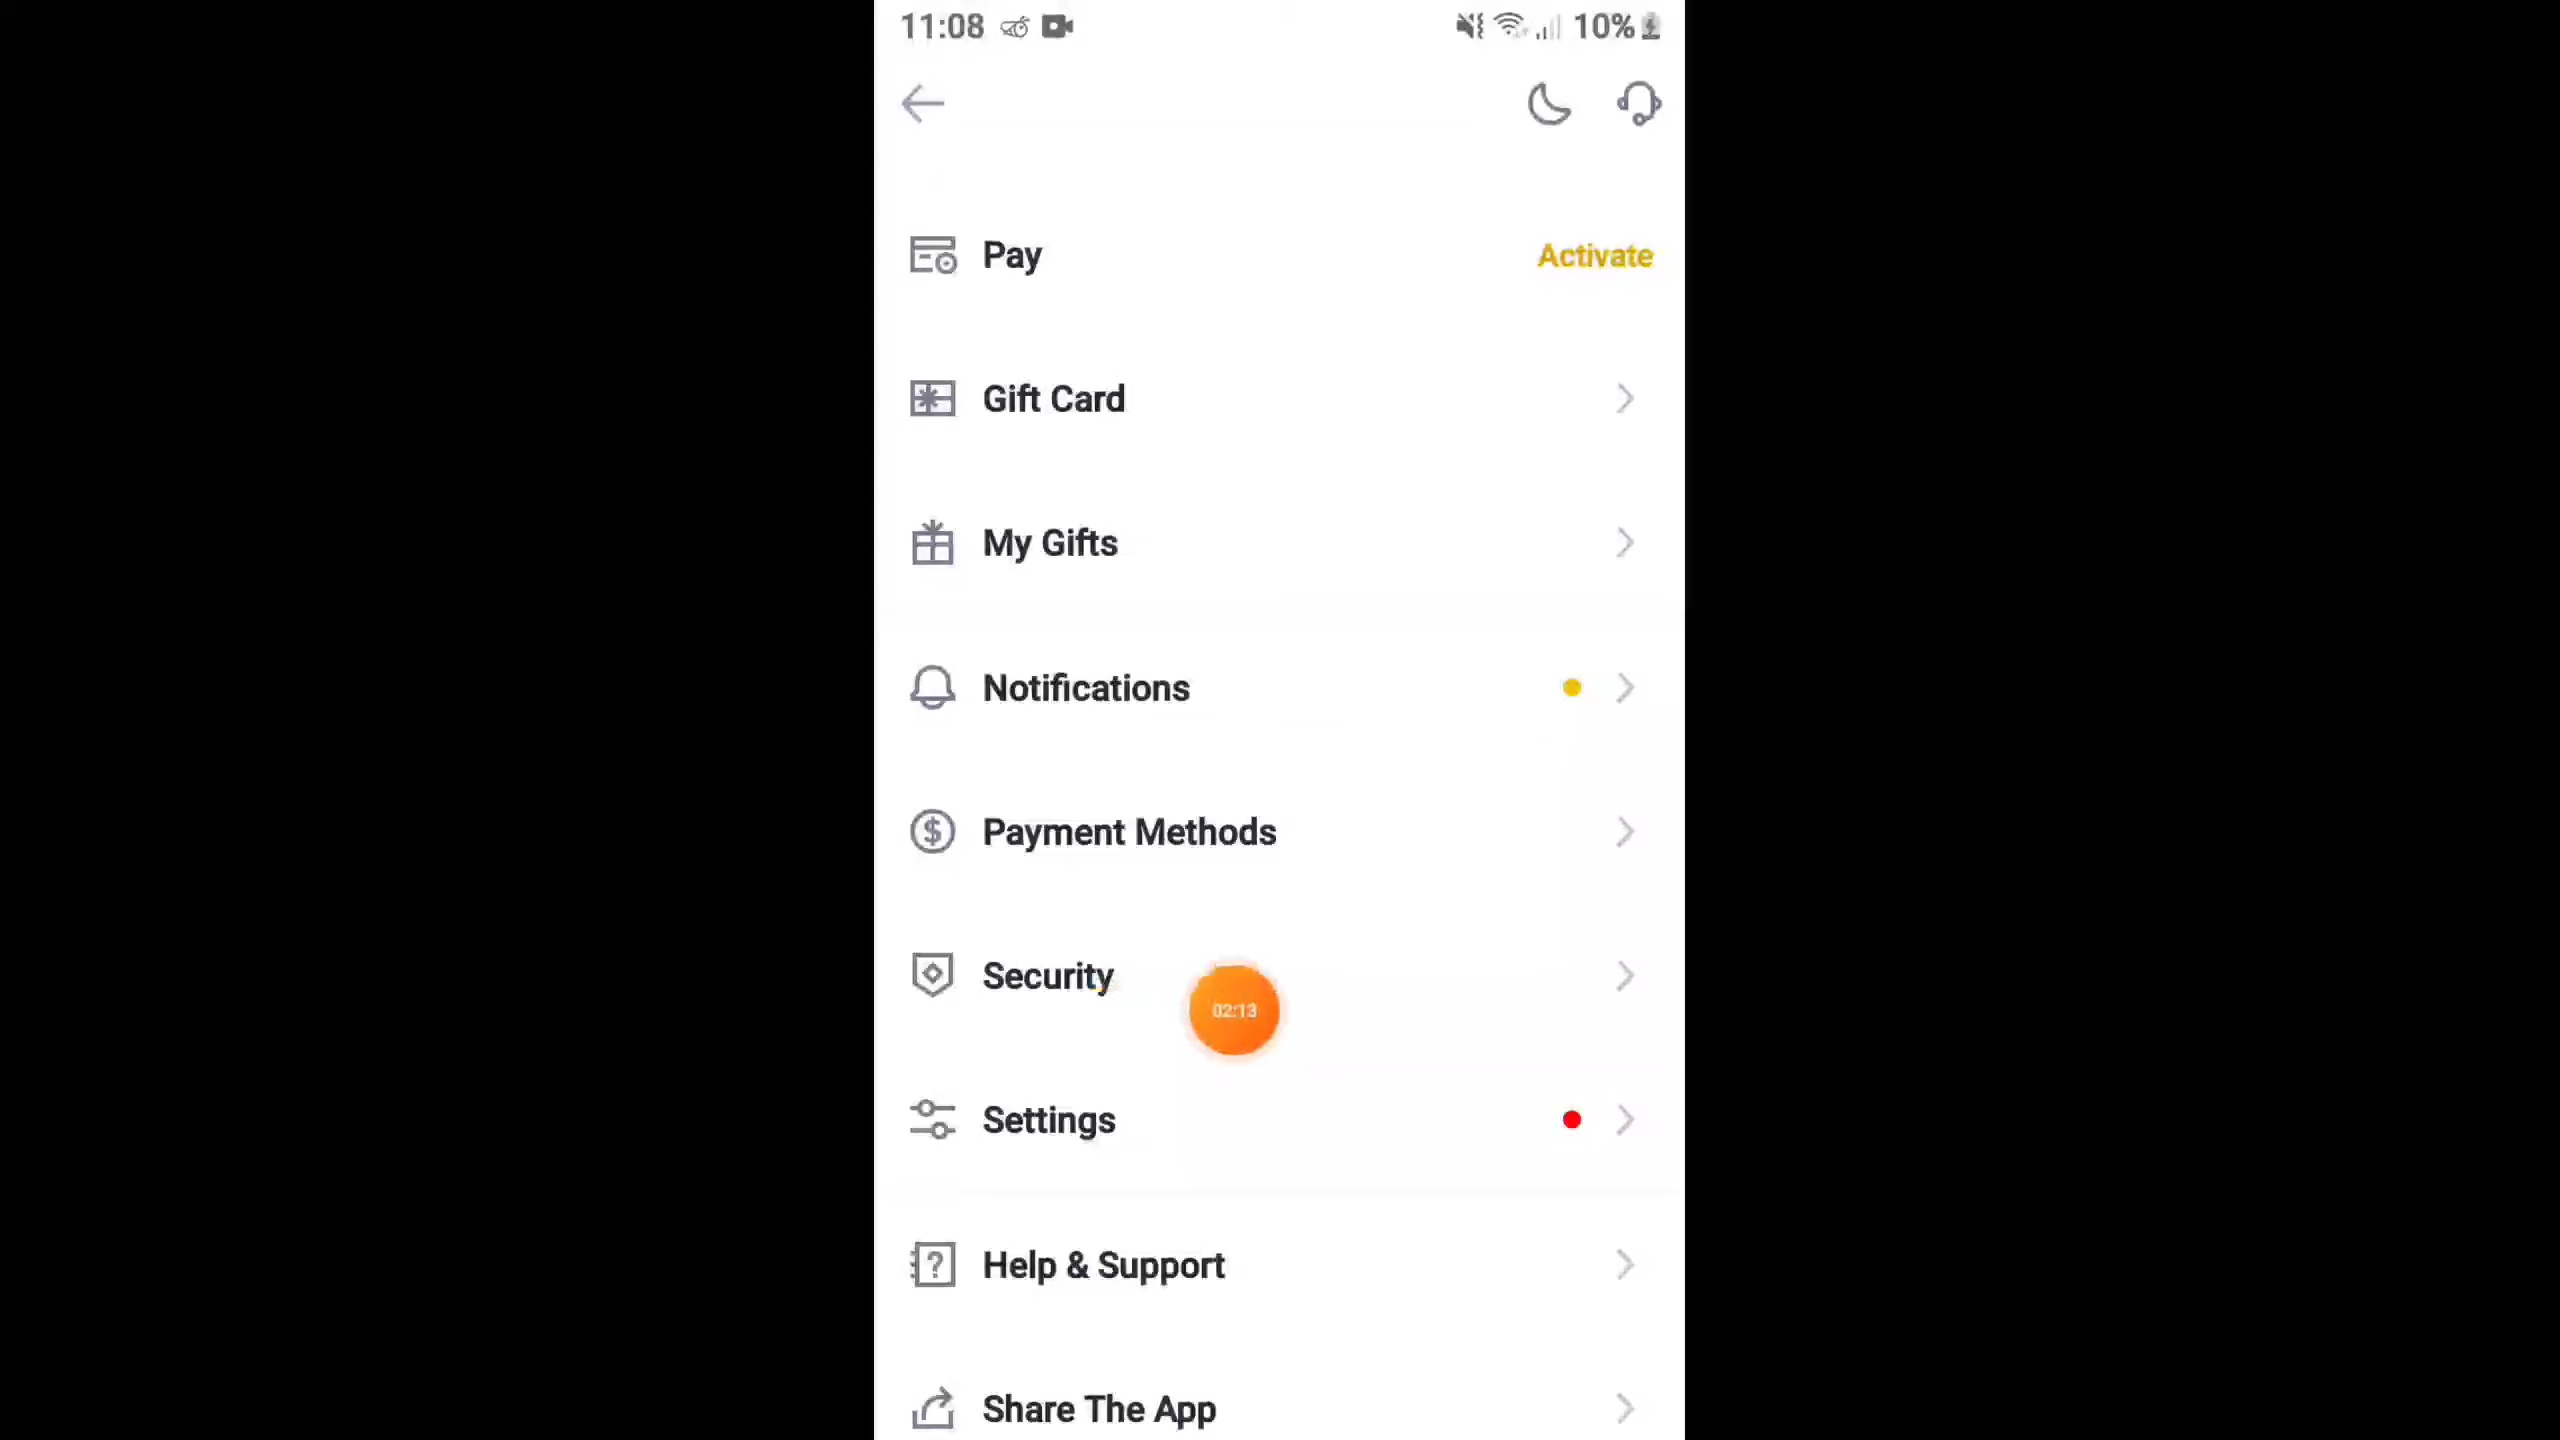 11:08 10%
Pay Activate
Gift Card
My Gifts
Notifications
Payment Methods
Security
02:13
Settings
Help & Support
Share The App